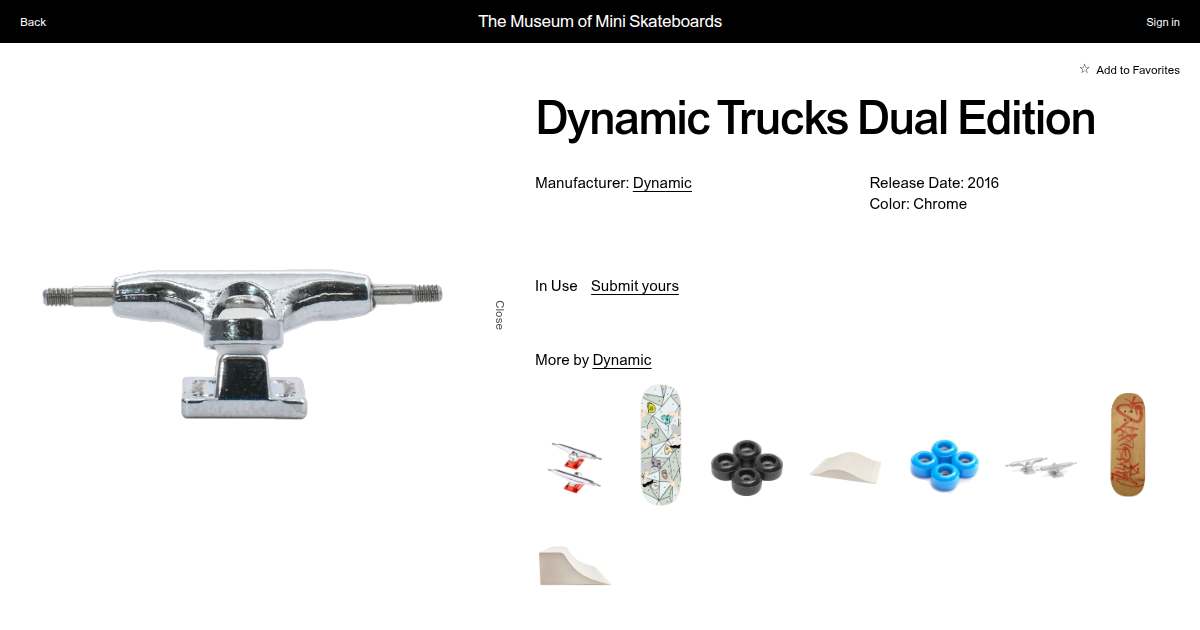 Back
The Museum of Mini Skateboards
Sign in
☆ Add to Favorites
Dynamic Trucks Dual Edition
Manufacturer: Dynamic
Release Date: 2016
Color: Chrome
In Use Submit yours
Close
More by Dynamic